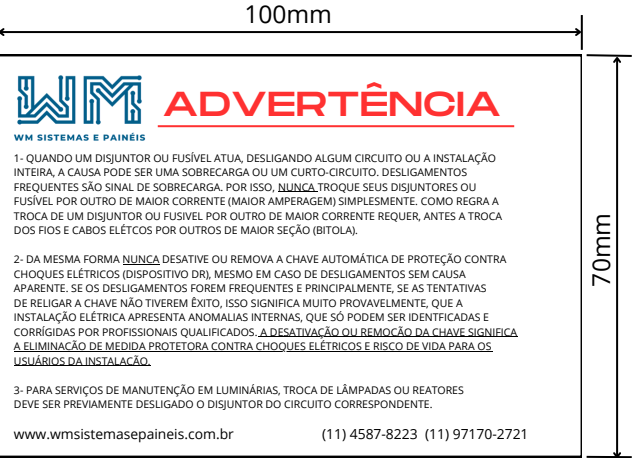 100mm
WM
ADVERTÊNCIA
WM SISTEMAS E PAINÉIS
1- QUANDO UM DISJUNTOR OU FUSÍVEL ATUA, DESLIGANDO ALGUM CIRCUITO OU A INSTALAÇÃO
INTEIRA, A CAUSA PODE SER UMA SOBRECARGA OU UM CURTO-CIRCUITO. DESLIGAMENTOS
FREQUENTES SÃO SINAL DE SOBRECARGA. POR ISSO, NUNCA TROQUE SEUS DISJUNTORES OU
FUSÍVEL POR OUTRO DE MAIOR CORRENTE (MAIOR AMPERAGEM) SIMPLESMENTE. COMO REGRA A
TROCA DE UM DISJUNTOR OU FUSIVEL POR OUTRO DE MAIOR CORRENTE REQUER, ANTES A TROCA
DOS FIOS E CABOS ELÉTCOS POR OUTROS DE MAIOR SEÇÃO (BITOLA).
2- DA MESMA FORMA NUNCA DESATIVE OU REMOVA A CHAVE AUTOMÁTICA DE PROTEÇÃO CONTRA
CHOQUES ELÉTRICOS (DISPOSITIVO DR), MESMO EM CASO DE DESLIGAMENTOS SEM CAUSA
APARENTE. SE OS DESLIGAMENTOS FOREM FREQUENTES E PRINCIPALMENTE, SE AS TENTATIVAS
DE RELIGAR A CHAVE NÃO TIVEREM ÊXITO, ISSO SIGNIFICA MUITO PROVAVELMENTE, QUE A
INSTALAÇÃO ELÉTRICA APRESENTA ANOMALIAS INTERNAS, QUE SÓ PODEM SER IDENTFICADAS E
CORRÍGIDAS POR PROFISSIONAIS QUALIFICADOS. A DESATIVAÇÃO OU REMOÇÃO DA CHAVE SIGNIFICA
A ELIMINAÇÃO DE MEDIDA PROTETORA CONTRA CHOQUES ELÉTRICOS E RISCO DE VIDA PARA OS
USUÁRIOS DA INSTALAÇÃO.
3- PARA SERVIÇOS DE MANUTENÇÃO EM LUMINÁRIAS, TROCA DE LÂMPADAS OU REATORES
DEVE SER PREVIAMENTE DESLIGADO O DISJUNTOR DO CIRCUITO CORRESPONDENTE.
www.wmsistemasepaineis.com.br (11) 4587-8223 (11) 97170-2721
70mm